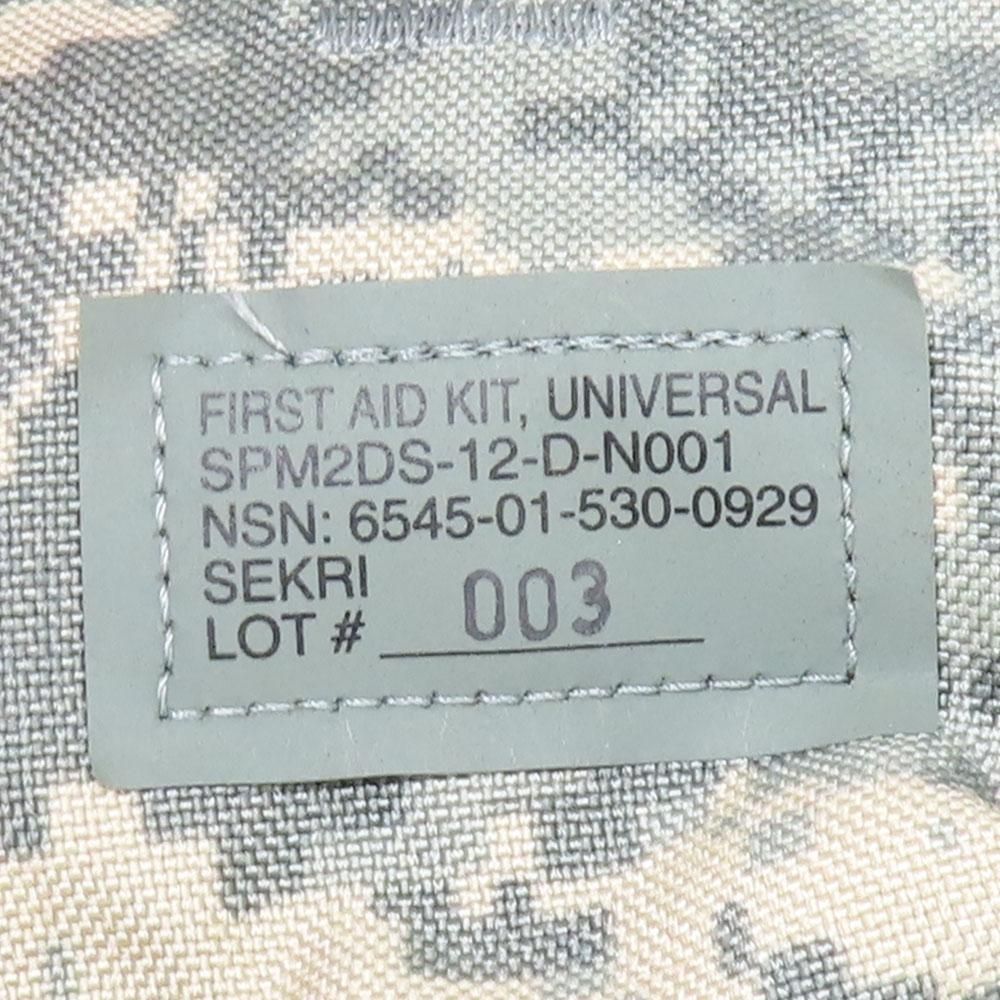 FIRST AID KIT, UNIVERSAL
SPM2DS-12-D-N001
NSN: 6545-01-530-0929
SEKRI
LOT # 003